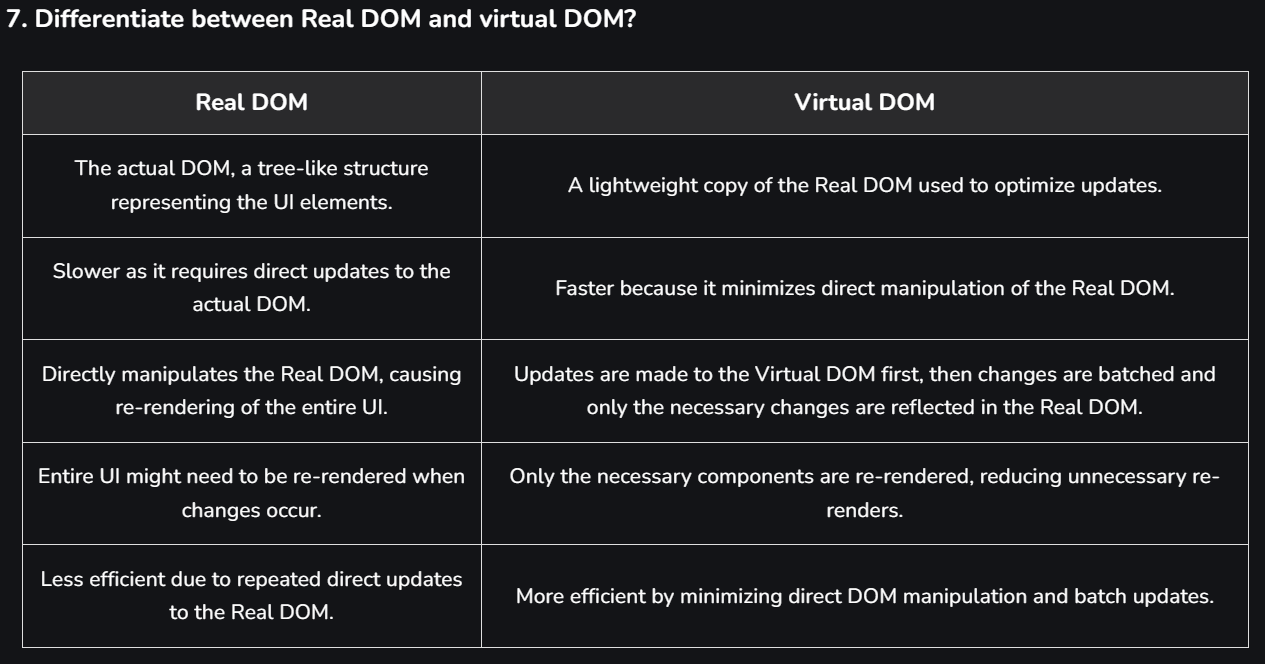 7. Differentiate between Real DOM and virtual DOM?
Real DOM
Virtual DOM
The actual DOM, a tree-like structure
representing the UI elements.
A lightweight copy of the Real DOM used to optimize updates.
Slower as it requires direct updates to the
actual DOM.
Faster because it minimizes direct manipulation of the Real DOM.
Directly manipulates the Real DOM, causing
re-rendering of the entire UI.
Updates are made to the Virtual DOM first, then changes are batched and
only the necessary changes are reflected in the Real DOM.
Entire UI might need to be re-rendered when
changes occur.
Only the necessary components are re-rendered, reducing unnecessary re-
renders.
Less efficient due to repeated direct updates
to the Real DOM.
More efficient by minimizing direct DOM manipulation and batch updates.